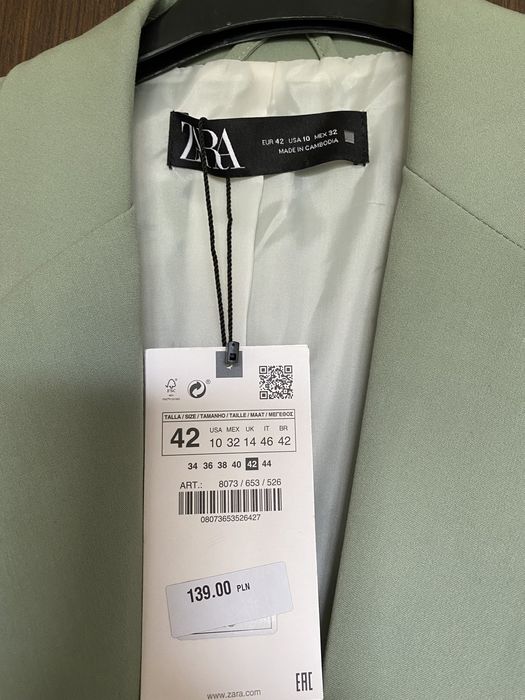 ZARA
EUR 42 USA 10 MEX 32
MADE IN CAMBODIA
FSC
TALLA / SIZE / TAMANHO / TAILLE / MAAT / ΜΕΓΕΘΟΣ
42
USA MEX UK IT BR
10 32 14 46 42
34 36 38 40 42 44
ART.: 8073 / 653 / 526
08073653526427
139.00 PLN
www.zara.com
EAC